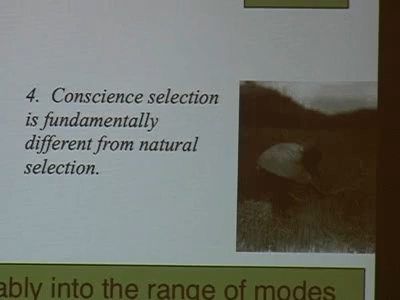 4. Conscience selection
is fundamentally
different from natural
selection.
ably into the range of modes